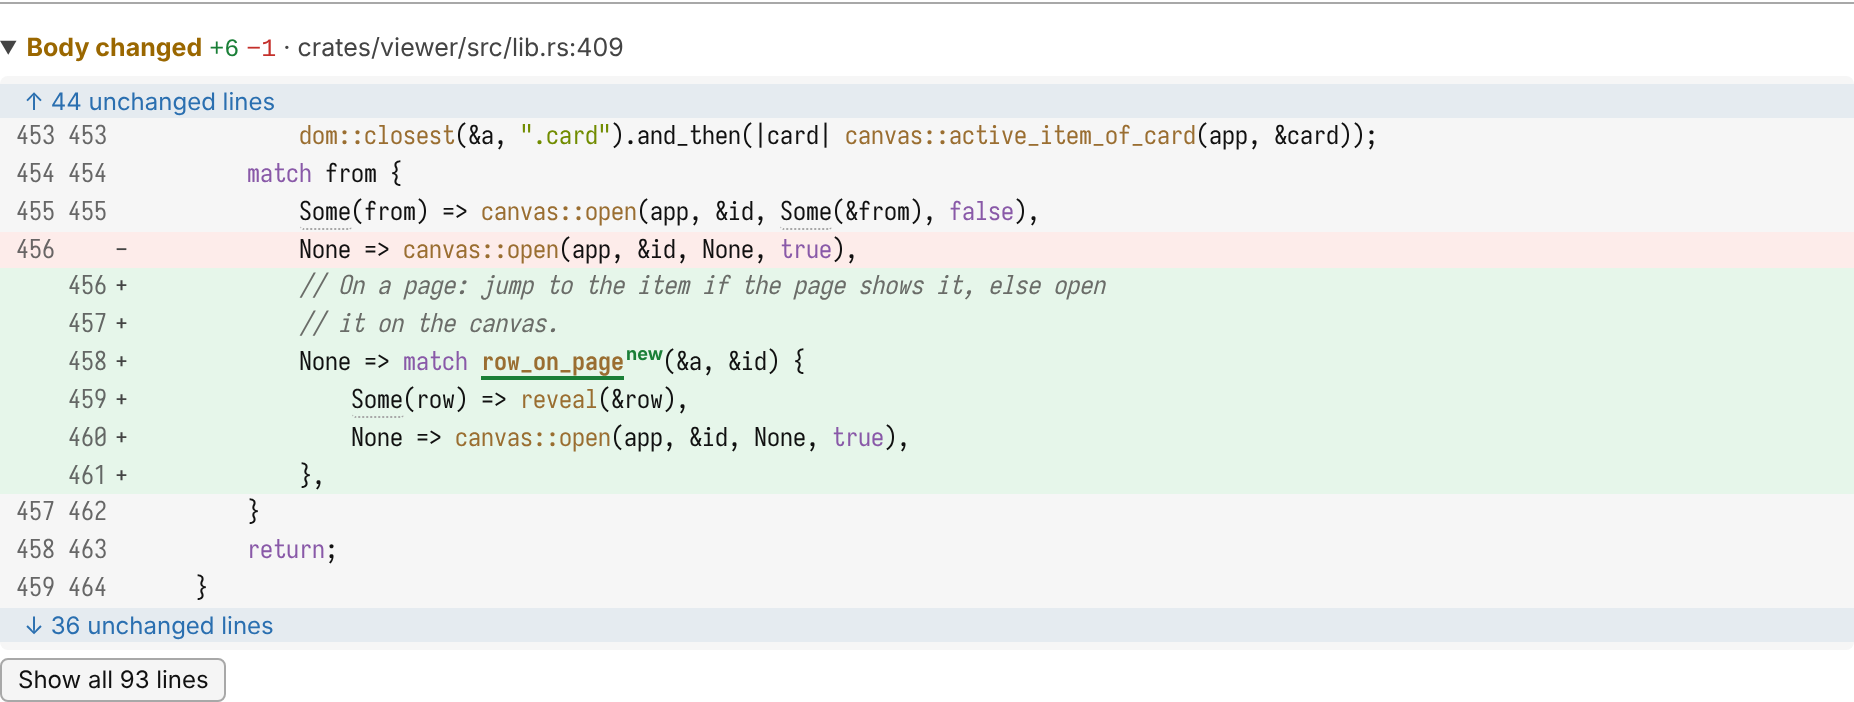 ▼ Body changed +6 −1 · crates/viewer/src/lib.rs:409
↑ 44 unchanged lines
453 453 dom::closest(&a, ".card").and_then(|card| canvas::active_item_of_card(app, &card));
454 454 match from {
455 455 Some(from) => canvas::open(app, &id, Some(&from), false),
456 − None => canvas::open(app, &id, None, true),
456 + // On a page: jump to the item if the page shows it, else open
457 + // it on the canvas.
458 + None => match row_on_page new(&a, &id) {
459 + Some(row) => reveal(&row),
460 + None => canvas::open(app, &id, None, true),
461 + },
457 462 }
458 463 return;
459 464 }
↓ 36 unchanged lines
Show all 93 lines